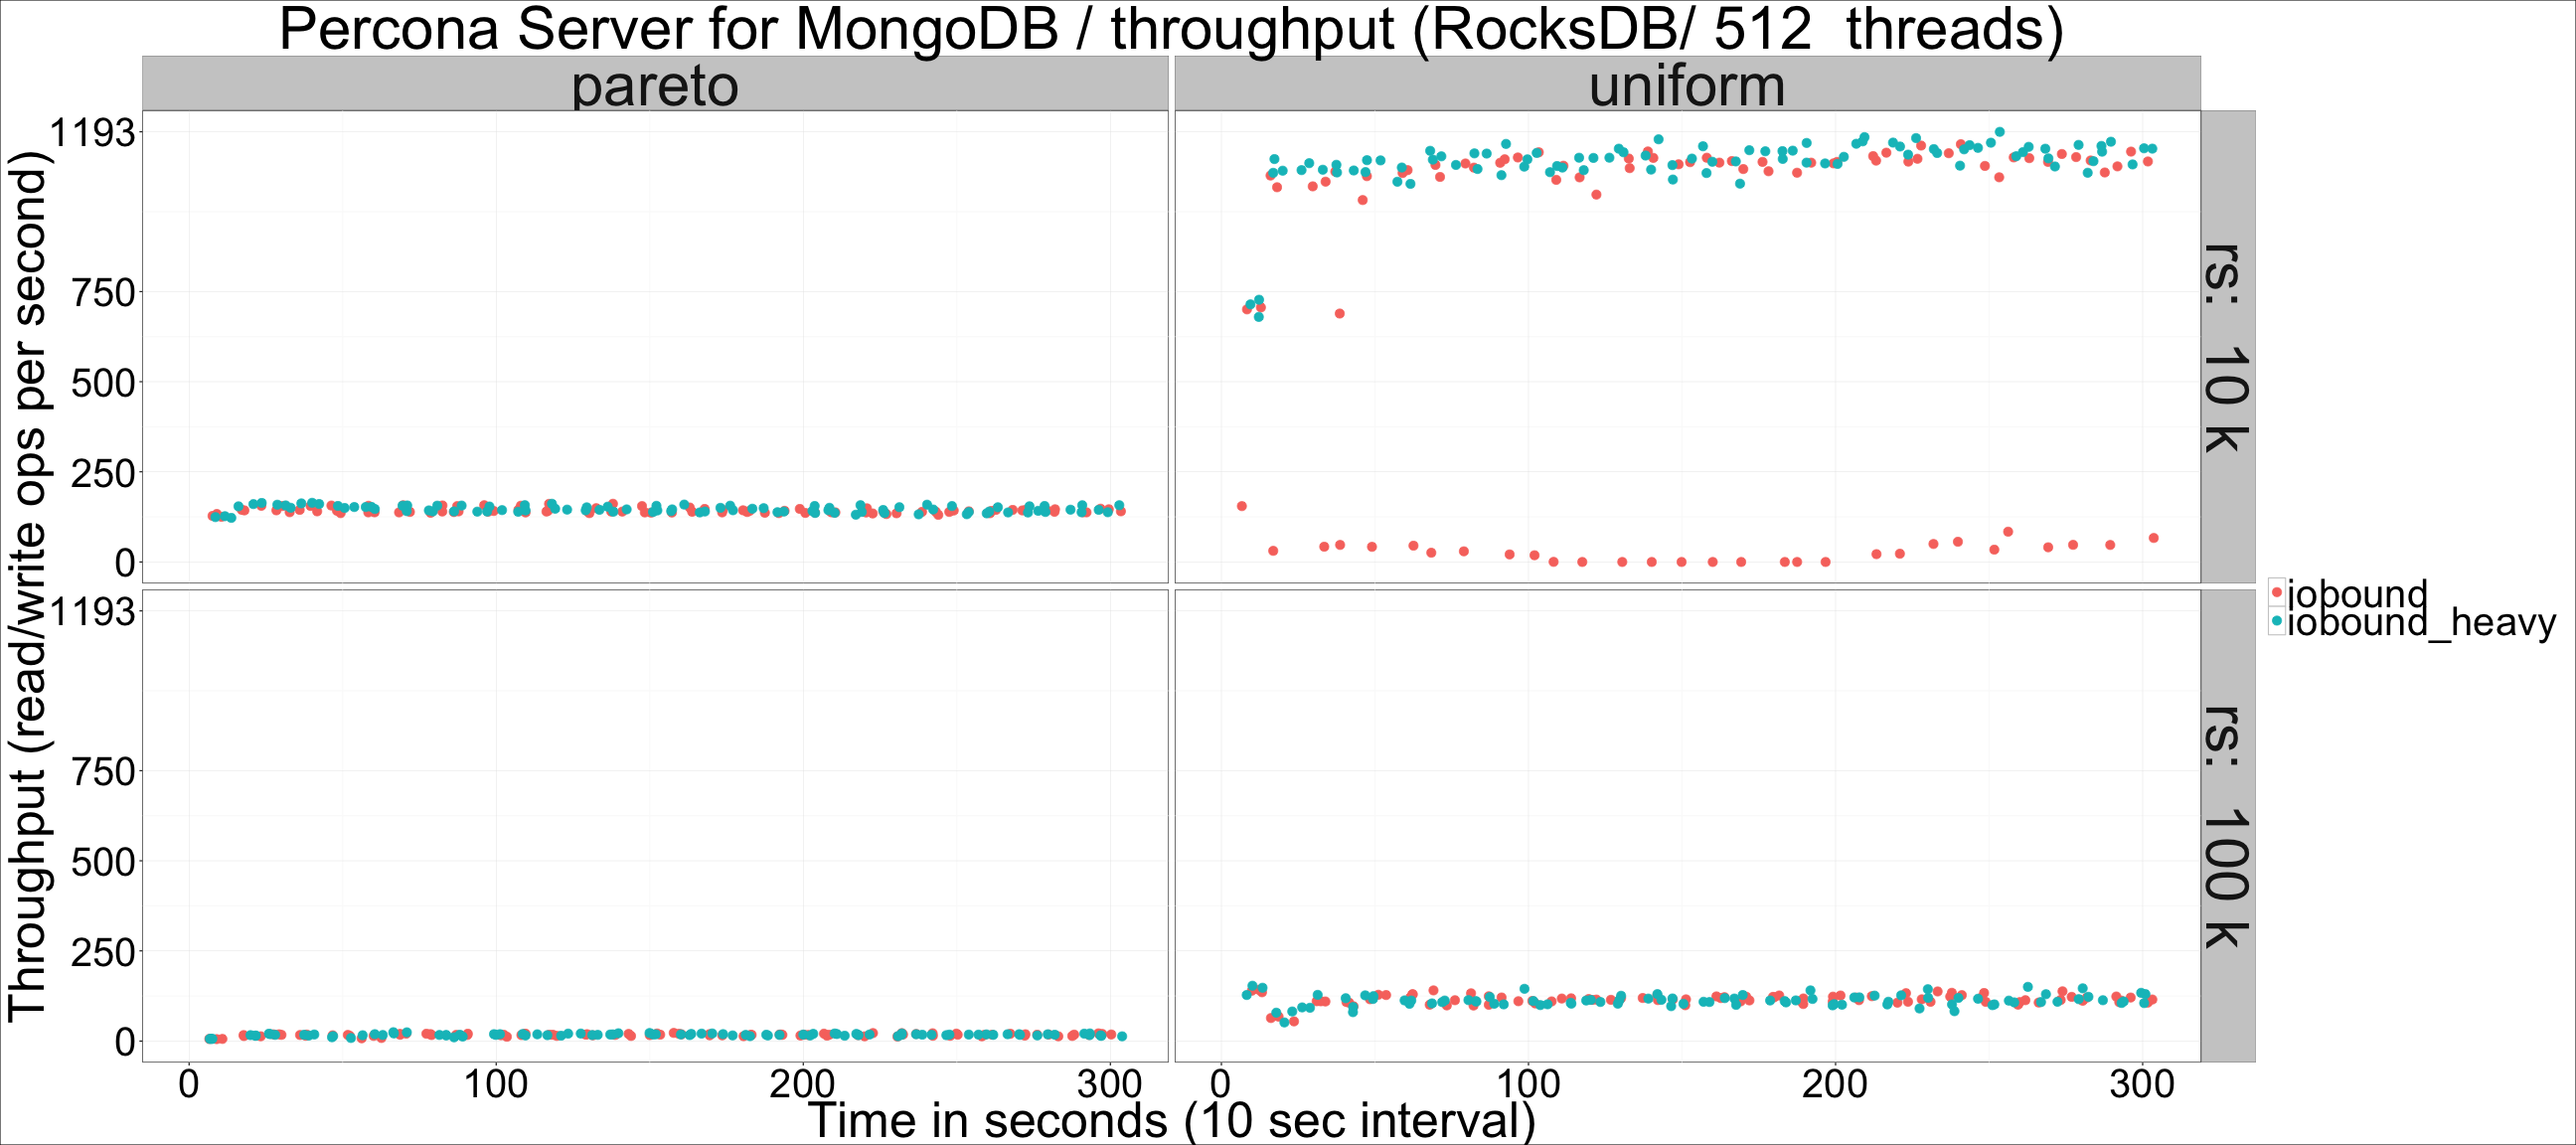 Percona Server for MongoDB / throughput (RocksDB/ 512  threads)
pareto
uniform
Throughput (read/write ops per second)
1193
750
500
250
0
rs:  10 k
1193
750
500
250
0
rs:  100 k
iobound
iobound_heavy
0 100 200 300
0 100 200 300
Time in seconds (10 sec interval)